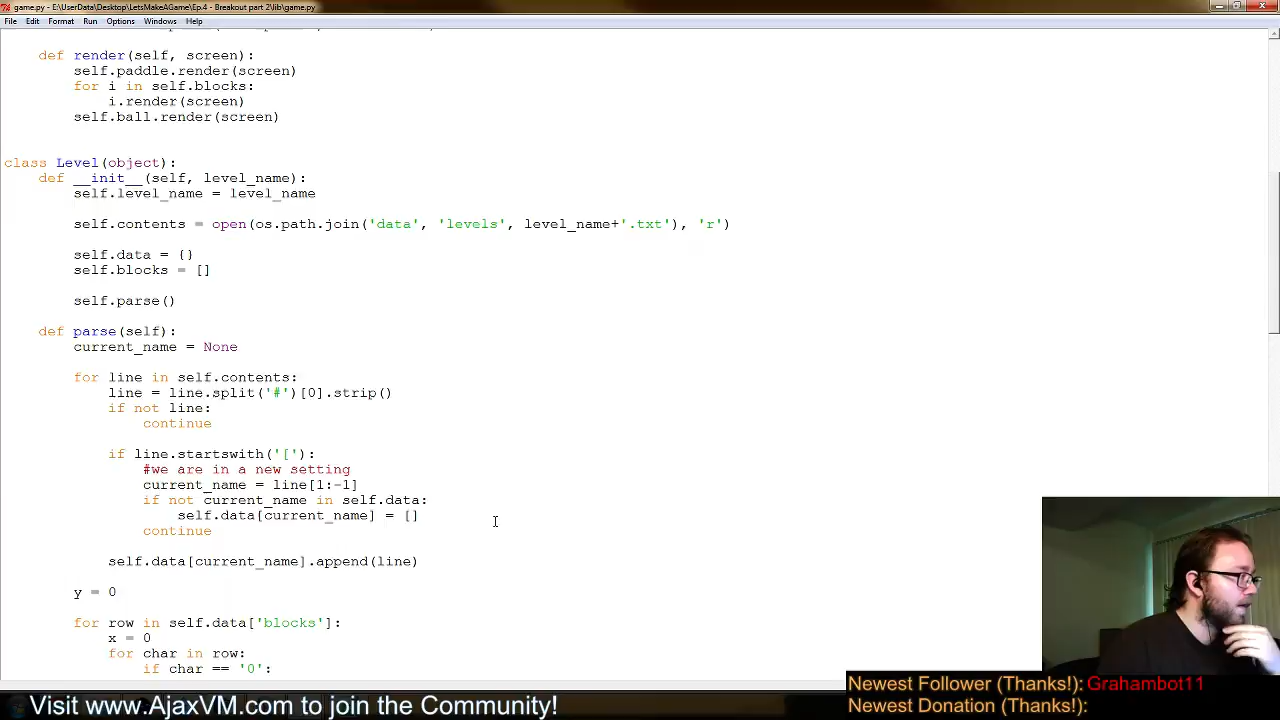 game.py - E:\UserData\Desktop\LetsMakeAGame\Ep.4 - Breakout part 2\lib\game.py
File Edit Format Run Options Windows Help
def render(self, screen):
self.paddle.render(screen)
for i in self.blocks:
i.render(screen)
self.ball.render(screen)
class Level(object):
def __init__(self, level_name):
self.level_name = level_name
self.contents = open(os.path.join('data', 'levels', level_name+'.txt'), 'r')
self.data = {}
self.blocks = []
self.parse()
def parse(self):
current_name = None
for line in self.contents:
line = line.split('#')[0].strip()
if not line:
continue
if line.startswith('['):
#we are in a new setting
current_name = line[1:-1]
if not current_name in self.data:
self.data[current_name] = []
continue
self.data[current_name].append(line)
y = 0
for row in self.data['blocks']:
x = 0
for char in row:
if char == '0':
Newest Follower (Thanks!): Grahambot11
Visit www.AjaxVM.com to join the Community!
Newest Donation (Thanks!):